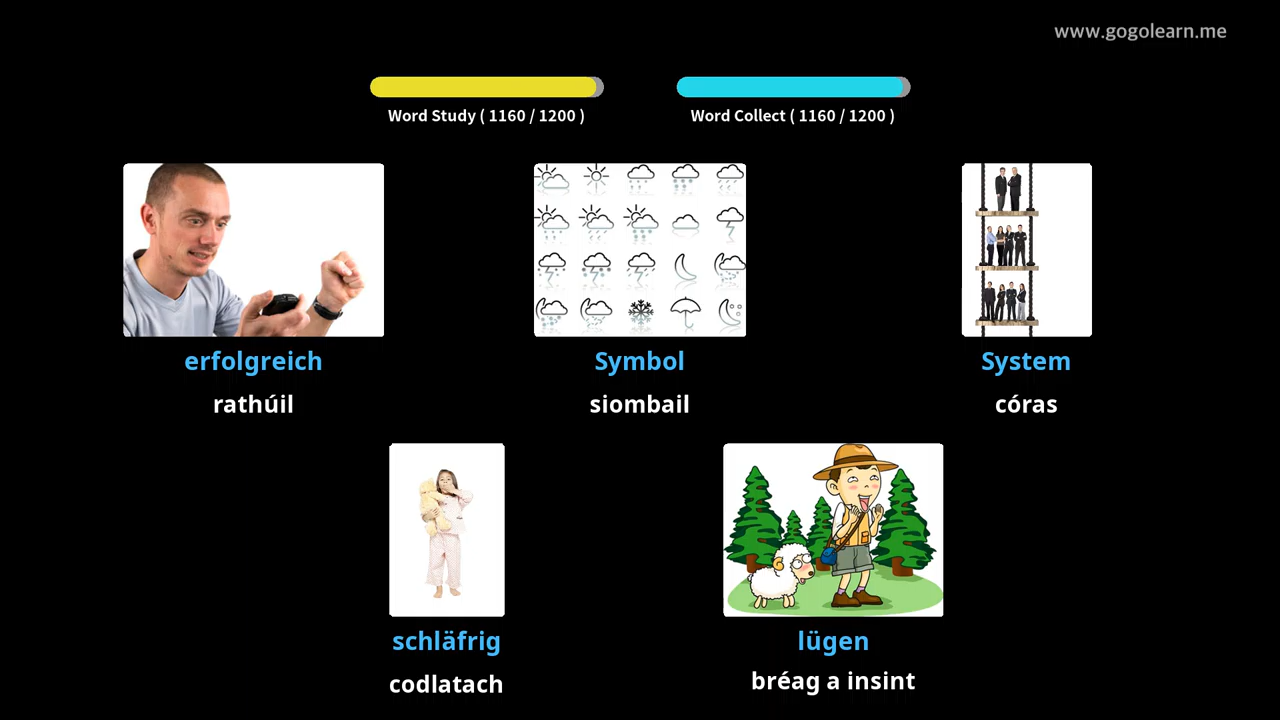 www.gogolearn.me
Word Study ( 1160 / 1200 )
Word Collect ( 1160 / 1200 )
erfolgreich
Symbol
System
rathúil
siombail
córas
schläfrig
lügen
codlatach
bréag a insint